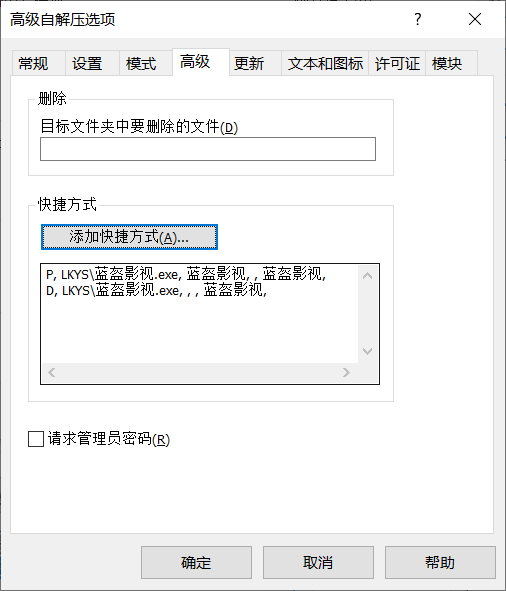 高级自解压选项
?
常规
设置
模式
高级
更新
文本和图标
许可证
模块
删除
目标文件夹中要删除的文件(D)
快捷方式
添加快捷方式(A)...
P, LKYS\蓝盔影视.exe, 蓝盔影视, , 蓝盔影视,
D, LKYS\蓝盔影视.exe, , , 蓝盔影视,
请求管理员密码(R)
确定
取消
帮助